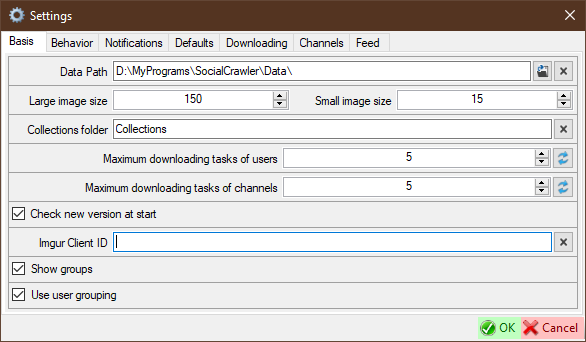 Settings
Basis Behavior Notifications Defaults Downloading Channels Feed
Data Path D:\MyPrograms\SocialCrawler\Data\
Large image size 150 Small image size 15
Collections folder Collections
Maximum downloading tasks of users 5
Maximum downloading tasks of channels 5
Check new version at start
Imgur Client ID
Show groups
Use user grouping
OK Cancel